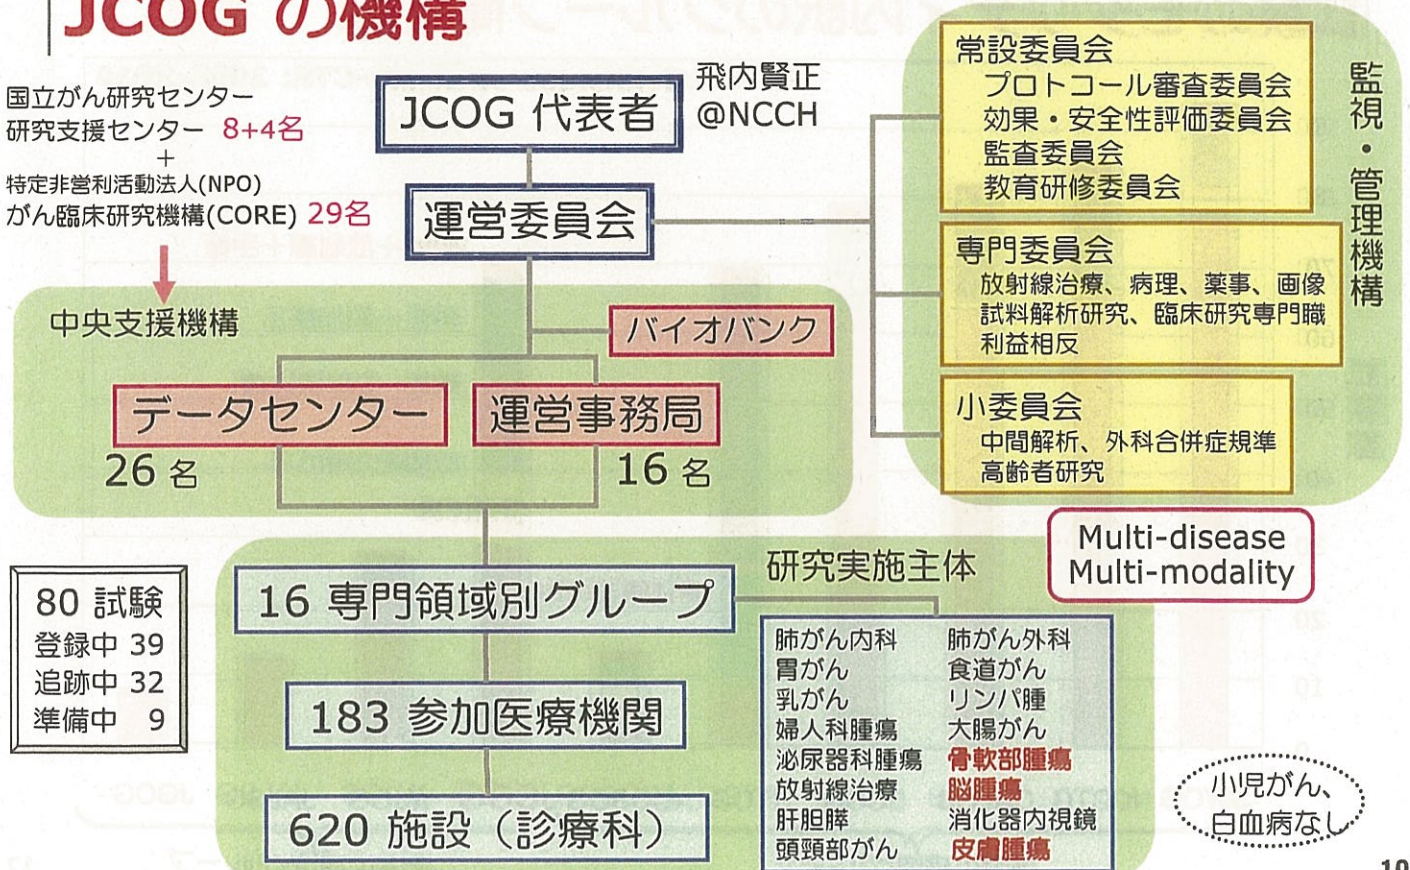 JCOG の機構
国立がん研究センター
研究支援センター 8+4名
+
特定非営利活動法人(NPO)
がん臨床研究機構(CORE) 29名
JCOG 代表者
飛内賢正
@NCCH
運営委員会
常設委員会
プロトコール審査委員会
効果・安全性評価委員会
監査委員会
教育研修委員会
専門委員会
放射線治療、病理、薬事、画像
試料解析研究、臨床研究専門職
利益相反
小委員会
中間解析、外科合併症規準
高齢者研究
監視・管理機構
中央支援機構
バイオバンク
データセンター
運営事務局
26 名
16 名
Multi-disease
Multi-modality
80 試験
登録中 39
追跡中 32
準備中 9
16 専門領域別グループ
研究実施主体
183 参加医療機関
620 施設（診療科）
肺がん内科 肺がん外科
胃がん 食道がん
乳がん リンパ腫
婦人科腫瘍 大腸がん
泌尿器科腫瘍 骨軟部腫瘍
放射線治療 脳腫瘍
肝胆膵 消化器内視鏡
頭頸部がん 皮膚腫瘍
小児がん、
白血病なし